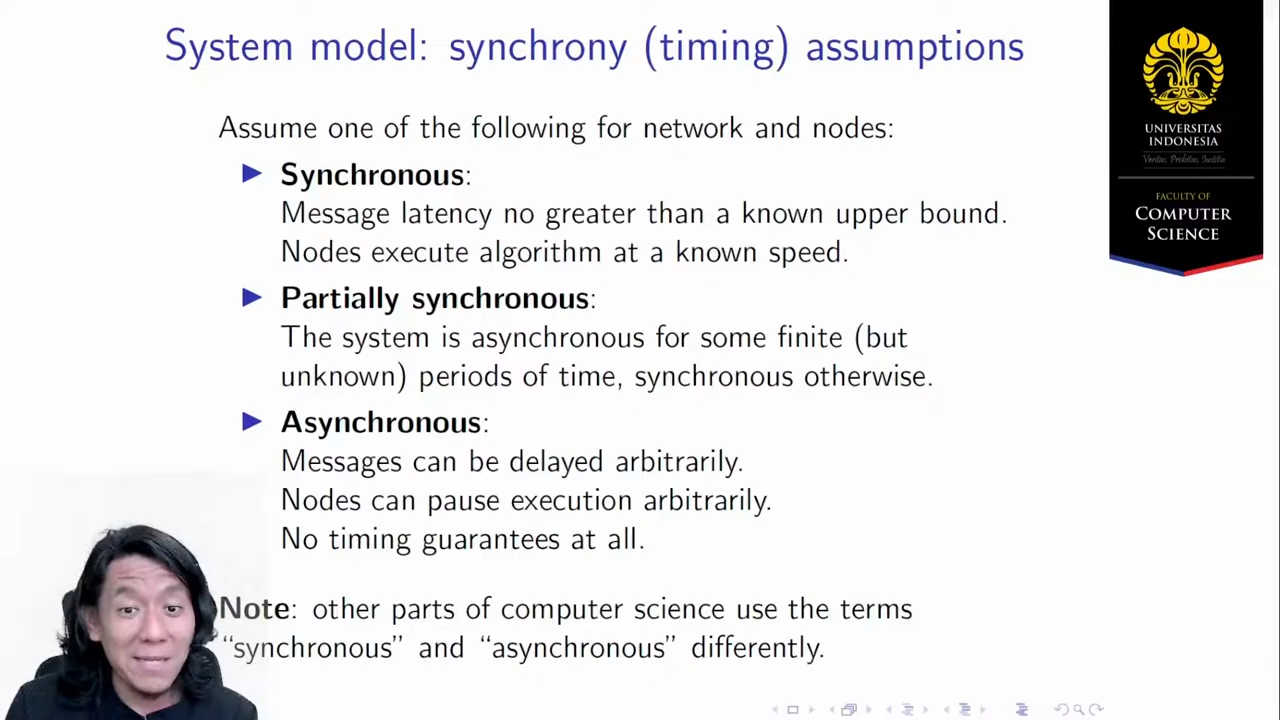 System model: synchrony (timing) assumptions
Assume one of the following for network and nodes:
Synchronous:
Message latency no greater than a known upper bound.
Nodes execute algorithm at a known speed.
Partially synchronous:
The system is asynchronous for some finite (but
unknown) periods of time, synchronous otherwise.
Asynchronous:
Messages can be delayed arbitrarily.
Nodes can pause execution arbitrarily.
No timing guarantees at all.
Note: other parts of computer science use the terms
“synchronous” and “asynchronous” differently.
UNIVERSITAS
INDONESIA
Veritas, Probitas, Iustitia
FACULTY OF
COMPUTER
SCIENCE